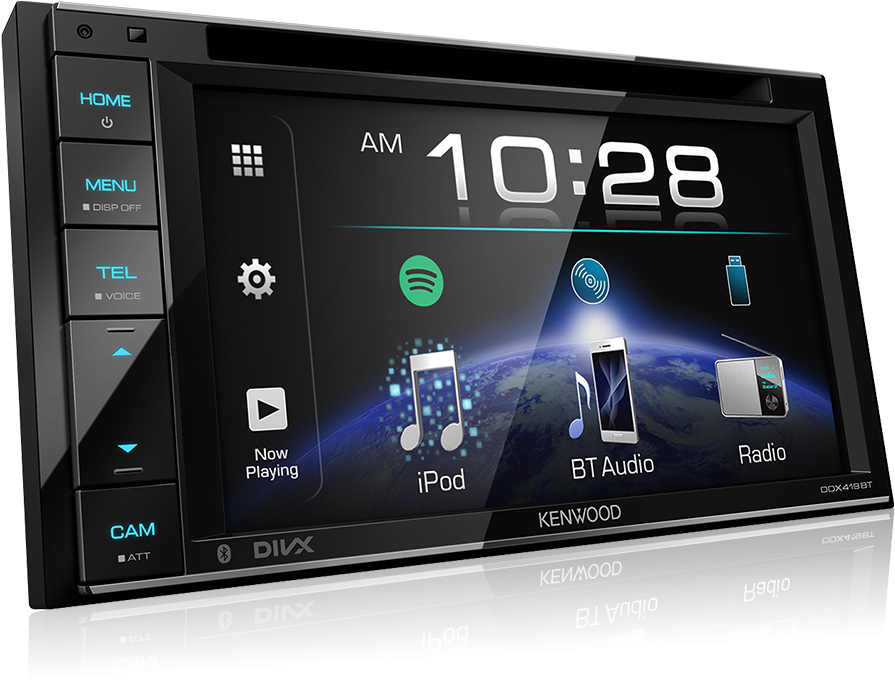 HOME
MENU
DISP OFF
TEL
VOICE
CAM
ATT
AM 10:28
Now
Playing
iPod
BT Audio
Radio
DDX419BT
KENWOOD
DIVX